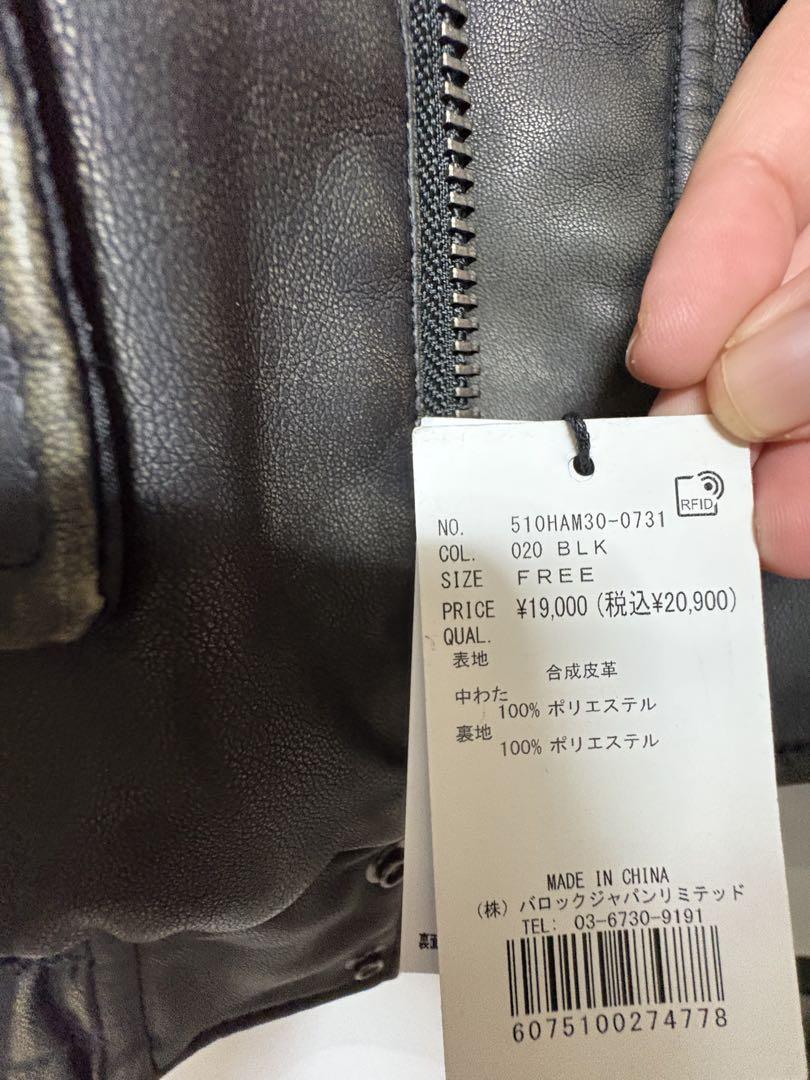 RFID
NO. 510HAM30-0731
COL. 020 BLK
SIZE FREE
PRICE ¥19,000 (税込¥20,900)
QUAL.
表地 合成皮革
中わた 100% ポリエステル
裏地 100% ポリエステル
MADE IN CHINA
(株) バロックジャパンリミテッド
TEL: 03-6730-9191
6075100274778
裏面